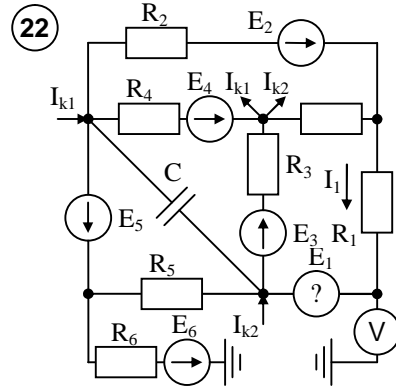 22
R2 E2
Ik1 R4 E4 Ik1 Ik2
C R3 I1
E5 E3 R1
E1
R5 ?
R6 E6 Ik2 V